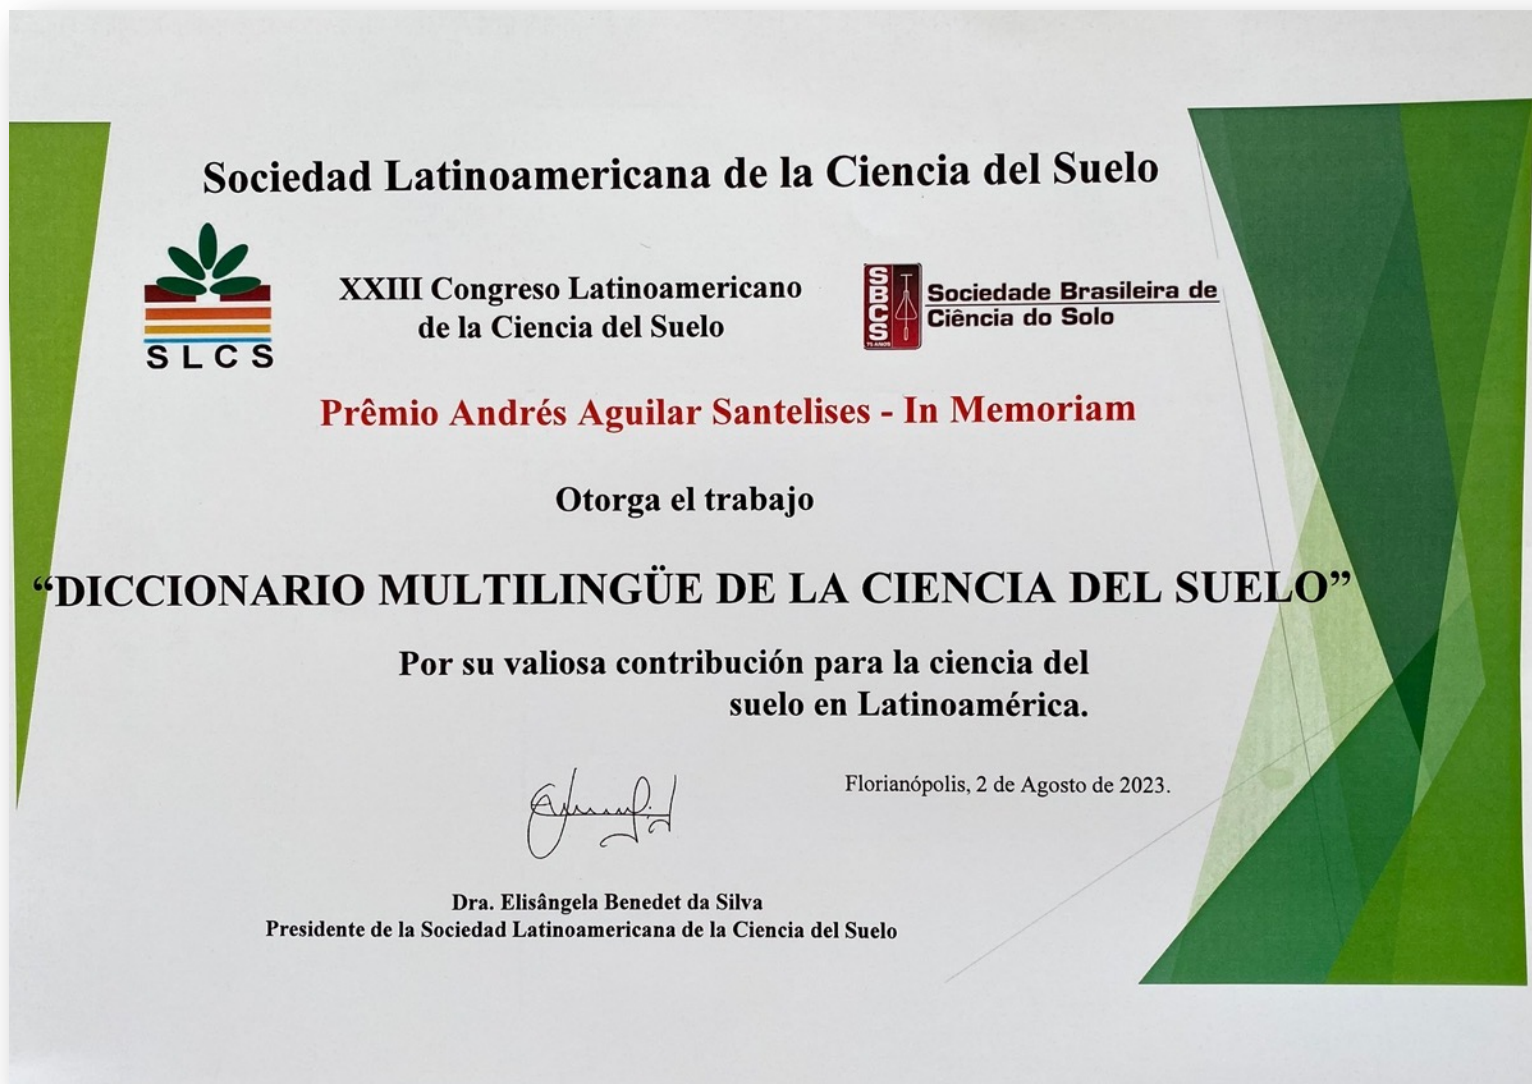 Sociedad Latinoamericana de la Ciencia del Suelo
SLCS
XXIII Congreso Latinoamericano
de la Ciencia del Suelo
SBCS
75 ANOS
Sociedade Brasileira de
Ciência do Solo
Prêmio Andrés Aguilar Santelises - In Memoriam
Otorga el trabajo
“DICCIONARIO MULTILINGÜE DE LA CIENCIA DEL SUELO”
Por su valiosa contribución para la ciencia del
suelo en Latinoamérica.
Florianópolis, 2 de Agosto de 2023.
Dra. Elisângela Benedet da Silva
Presidente de la Sociedad Latinoamericana de la Ciencia del Suelo